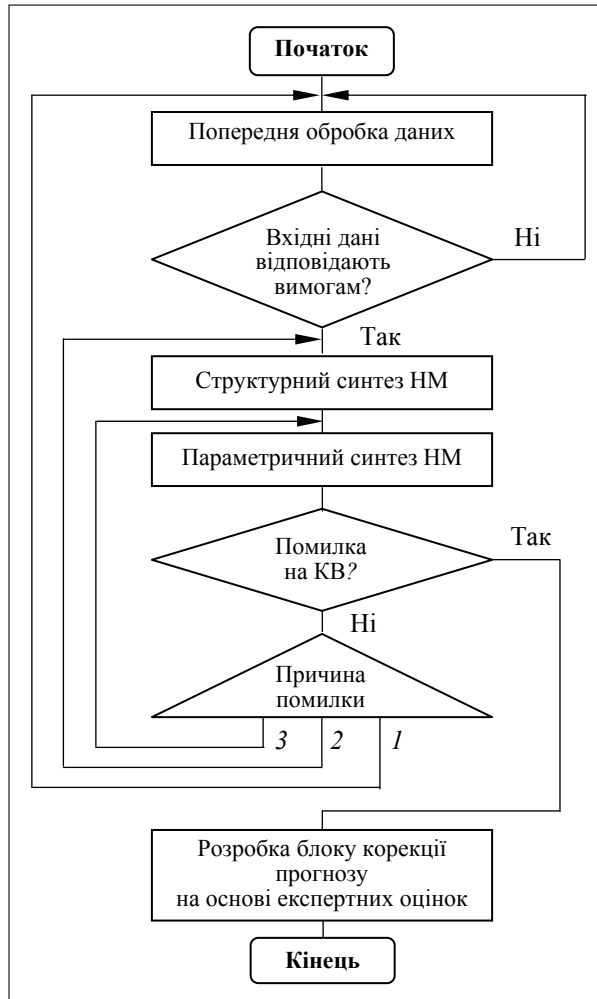 Початок
Попередня обробка даних
Вхідні дані
відповідають
вимогам?
Ні
Так
Структурний синтез НМ
Параметричний синтез НМ
Помилка
на КВ?
Так
Ні
Причина
помилки
3 2 1
Розробка блоку корекції
прогнозу
на основі експертних оцінок
Кінець